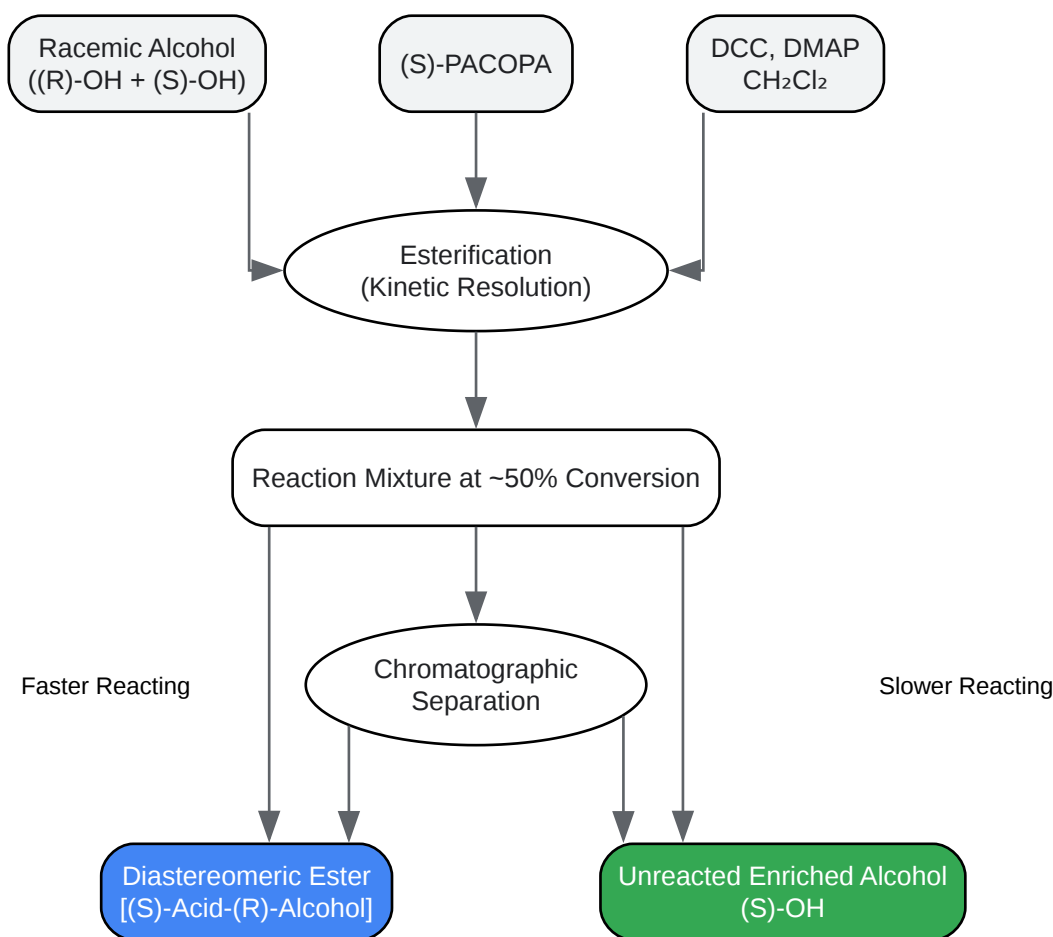 Racemic Alcohol
((R)-OH + (S)-OH)
(S)-PACOPA
DCC, DMAP
CH₂Cl₂
Esterification
(Kinetic Resolution)
Reaction Mixture at ~50% Conversion
Chromatographic
Separation
Faster Reacting
Slower Reacting
Diastereomeric Ester
[(S)-Acid-(R)-Alcohol]
Unreacted Enriched Alcohol
(S)-OH